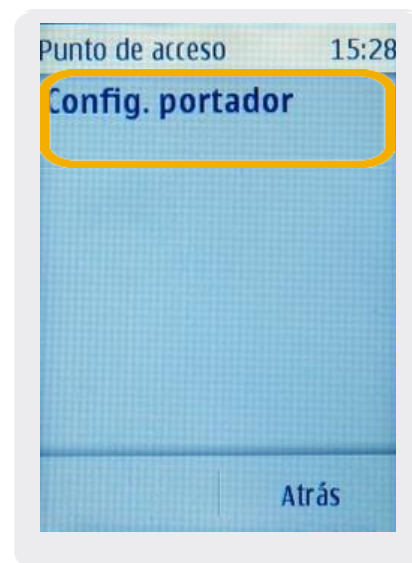 Punto de acceso 15:28
Config. portador
Atrás